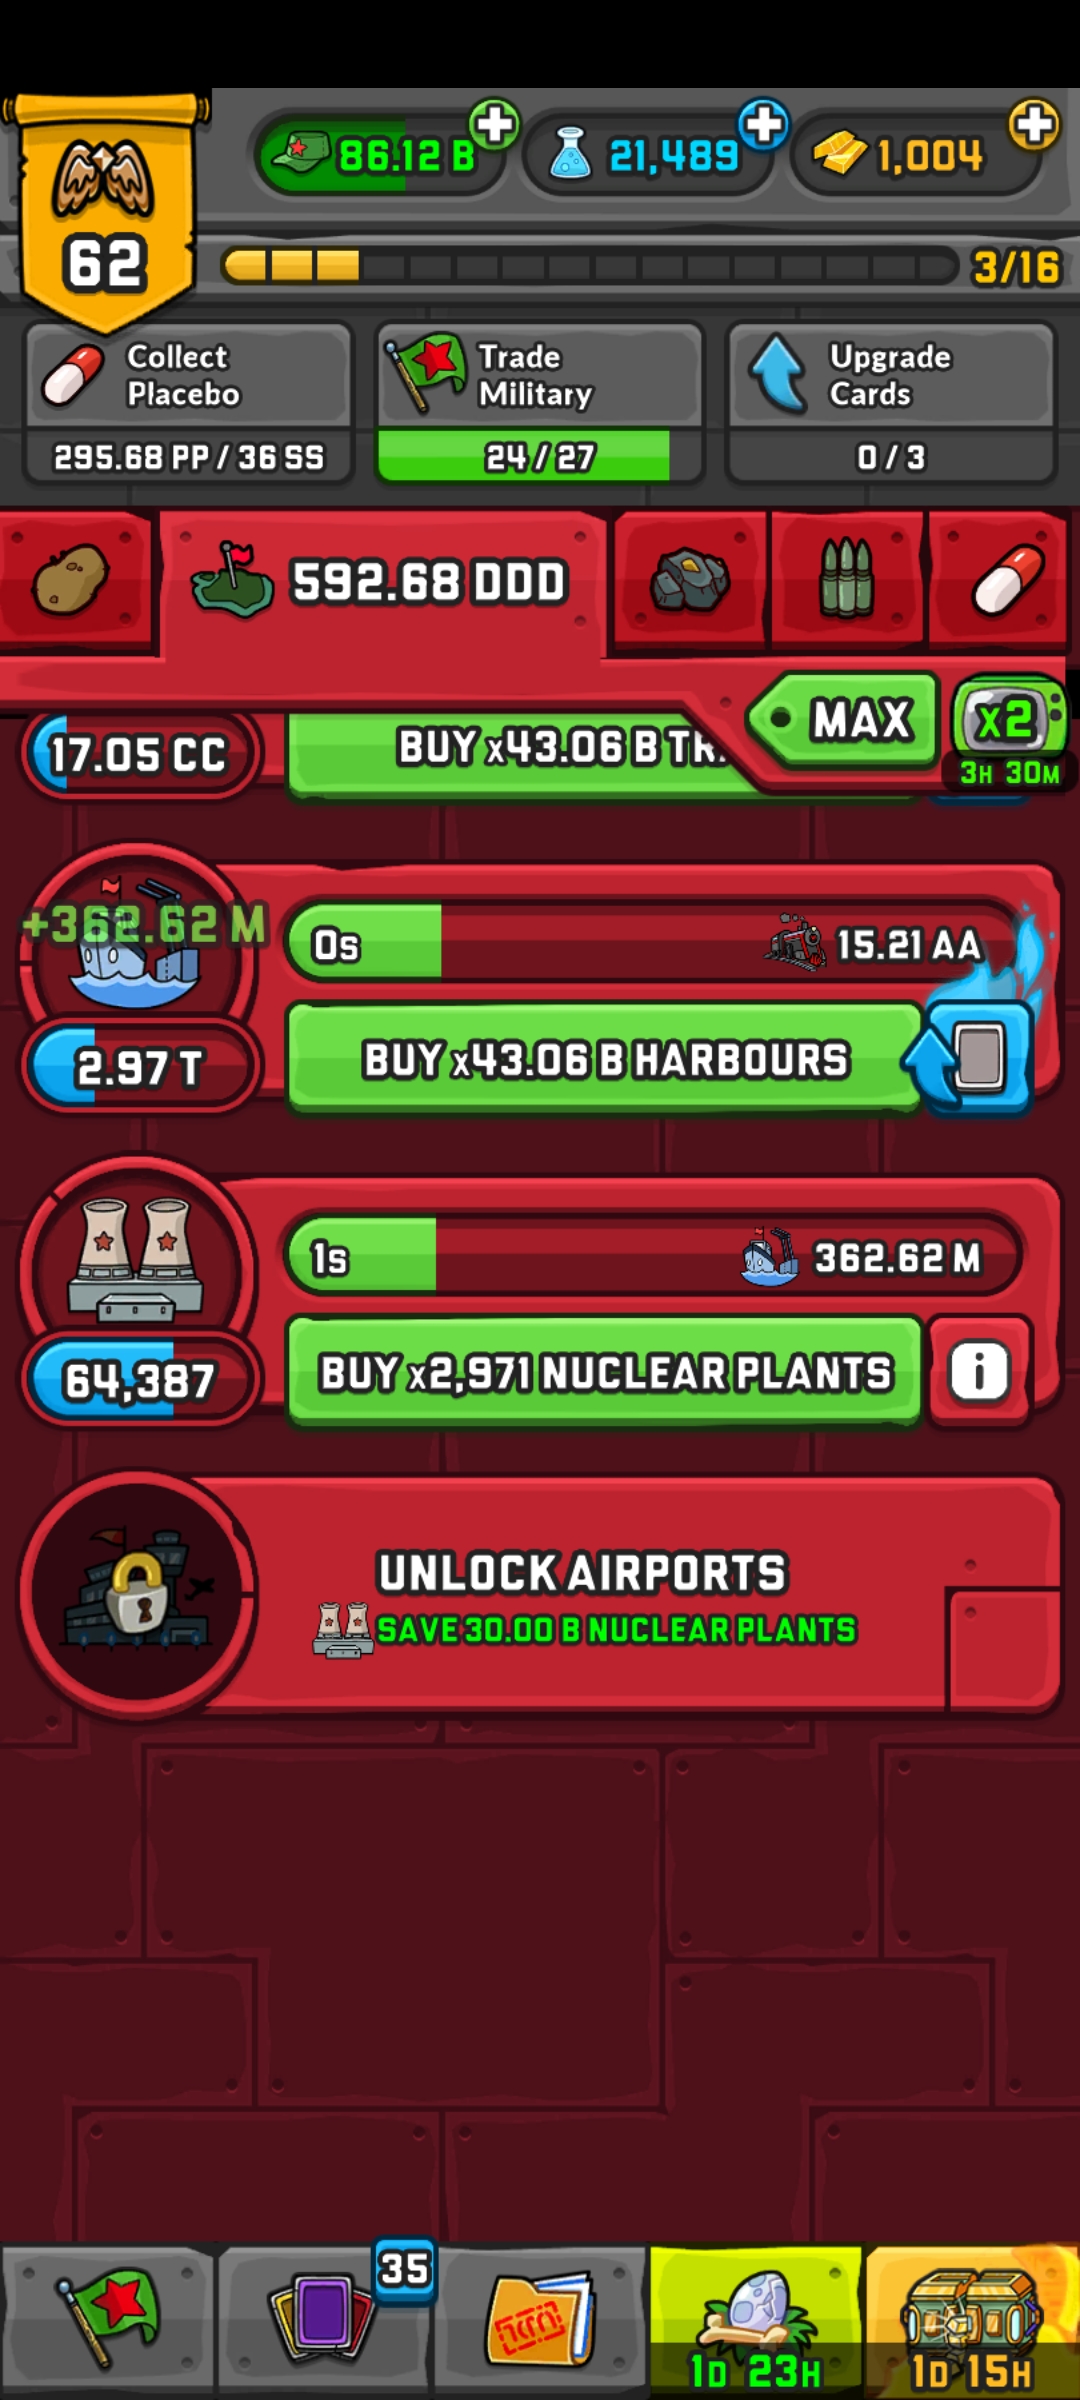 86.12 B
21,489
1,004
62
3/16
Collect
Placebo
295.68 PP / 36 SS
Trade
Military
24 / 27
Upgrade
Cards
0 / 3
592.68 DDD
MAX
x2
3H 30M
17.05 CC
BUY x43.06 B
+362.62 M
0s
15.21 AA
2.97 T
BUY x43.06 B HARBOURS
1s
362.62 M
64,387
BUY x2,971 NUCLEAR PLANTS
i
UNLOCK AIRPORTS
SAVE 30.00 B NUCLEAR PLANTS
35
1D 23H
1D 15H